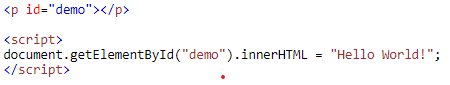 <p id="demo"></p>
<script>
document.getElementById("demo").innerHTML = "Hello World!";
</script>